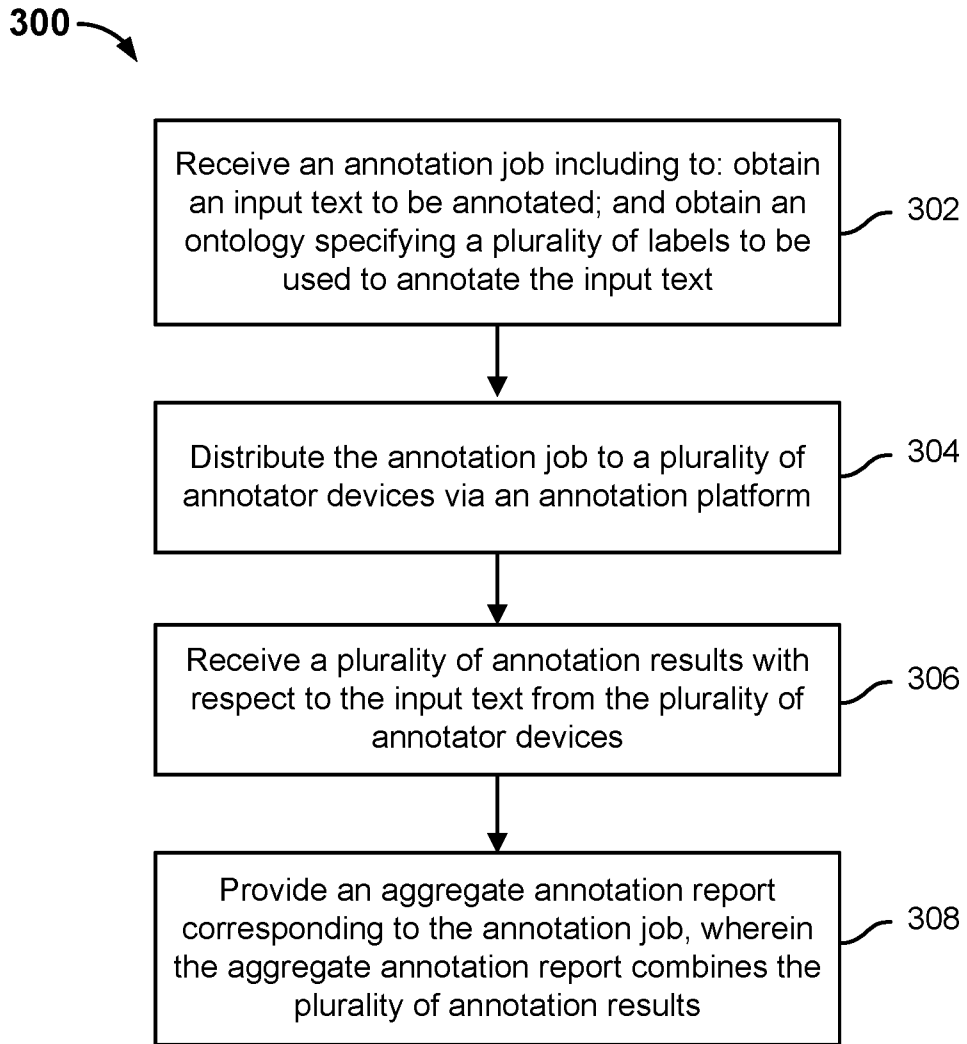 300
Receive an annotation job including to: obtain
an input text to be annotated; and obtain an
ontology specifying a plurality of labels to be
used to annotate the input text
302
Distribute the annotation job to a plurality of
annotator devices via an annotation platform
304
Receive a plurality of annotation results with
respect to the input text from the plurality of
annotator devices
306
Provide an aggregate annotation report
corresponding to the annotation job, wherein
the aggregate annotation report combines the
plurality of annotation results
308